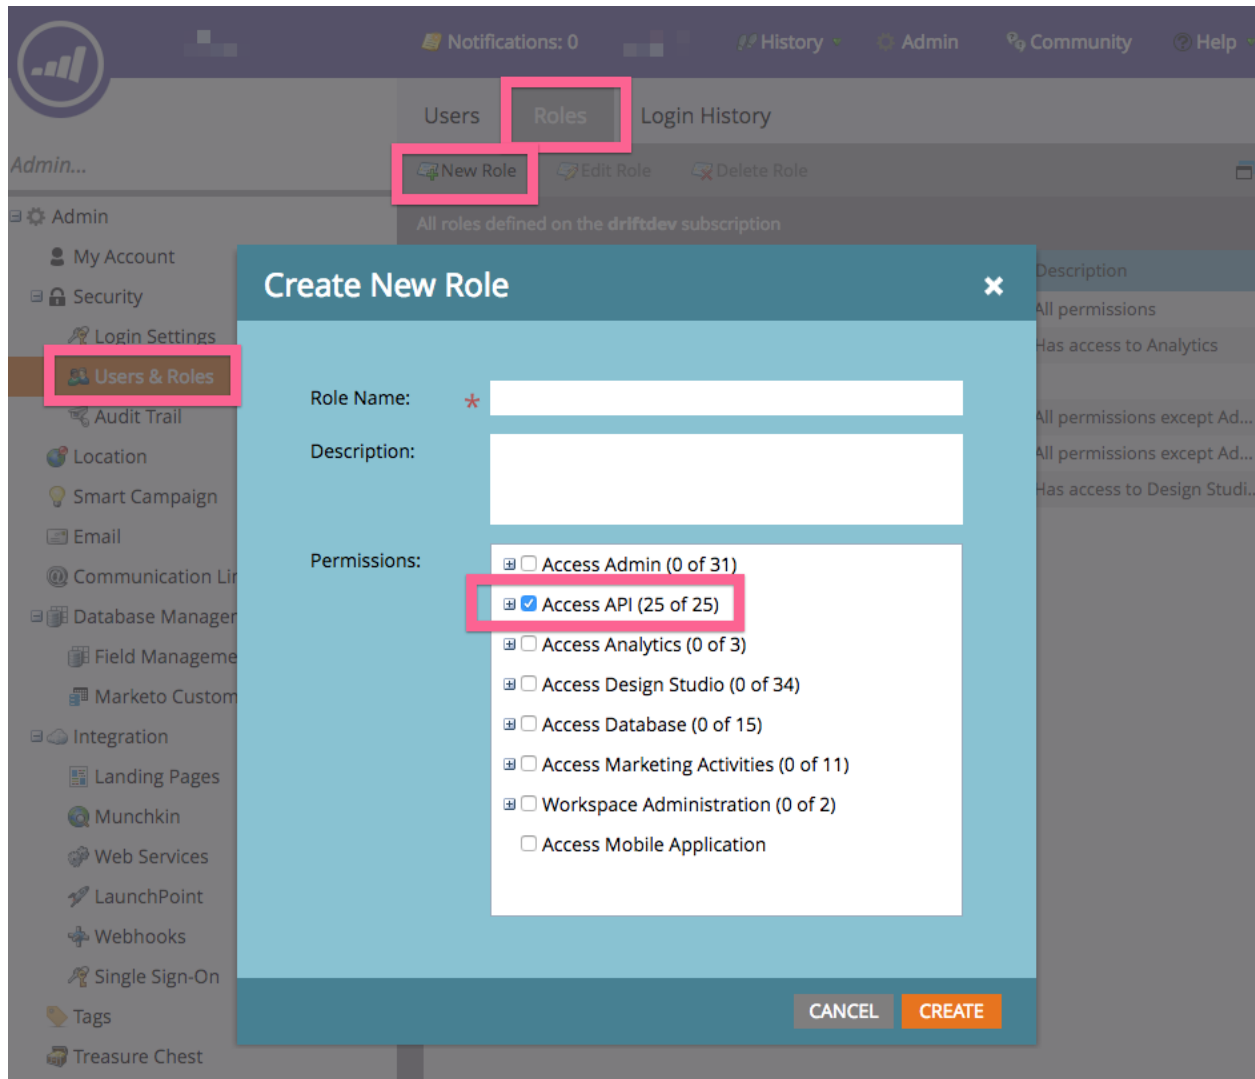 Notifications: 0
History
Admin
Community
Help
Users
Roles
Login History
Admin...
New Role
Edit Role
Delete Role
All roles defined on the driftdev subscription
Admin
My Account
Security
Login Settings
Users & Roles
Audit Trail
Location
Smart Campaign
Email
Communication Lir
Database Manager
Field Manageme
Marketo Custom
Integration
Landing Pages
Munchkin
Web Services
LaunchPoint
Webhooks
Single Sign-On
Tags
Treasure Chest
Description
All permissions
Has access to Analytics
All permissions except Ad...
All permissions except Ad...
Has access to Design Studi...
Create New Role
Role Name: *
Description:
Permissions:
Access Admin (0 of 31)
Access API (25 of 25)
Access Analytics (0 of 3)
Access Design Studio (0 of 34)
Access Database (0 of 15)
Access Marketing Activities (0 of 11)
Workspace Administration (0 of 2)
Access Mobile Application
CANCEL
CREATE